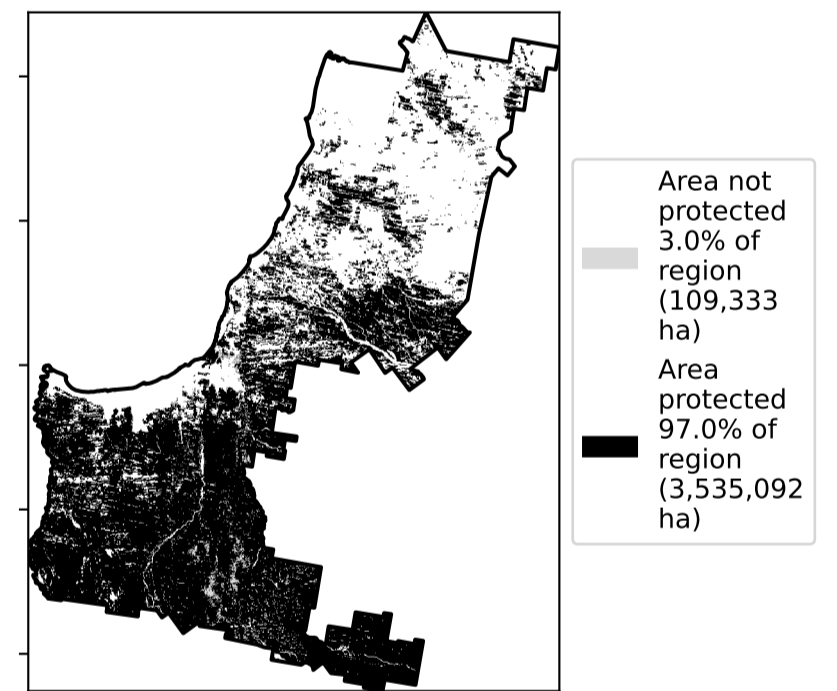 Area not
protected
3.0% of
region
(109,333
ha)
Area
protected
97.0% of
region
(3,535,092
ha)